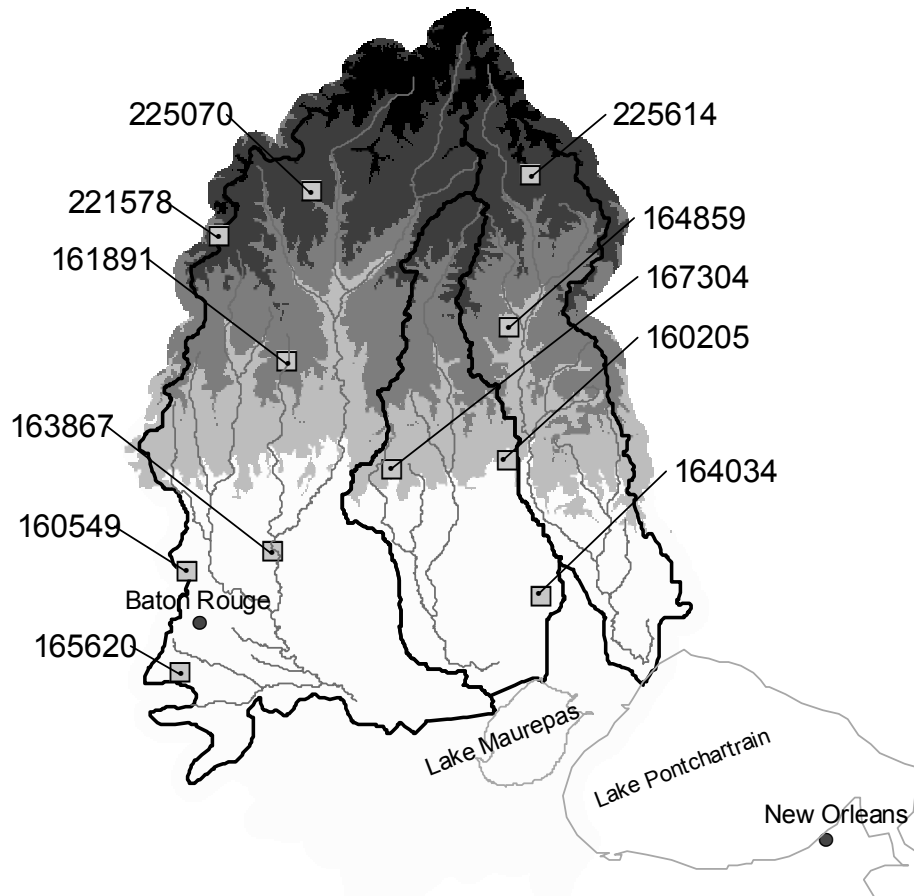 225070
225614
221578
164859
161891
167304
160205
163867
164034
160549
Baton Rouge
165620
Lake Maurepas
Lake Pontchartrain
New Orleans